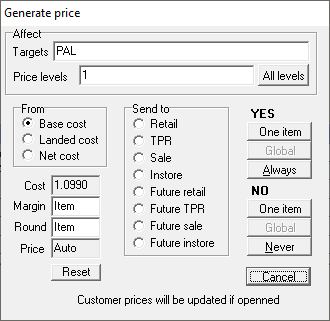 Generate price
Affect
Targets PAL
Price levels 1 All levels
From
Base cost
Landed cost
Net cost
Cost 1.0990
Margin Item
Round Item
Price Auto
Reset
Send to
Retail
TPR
Sale
Instore
Future retail
Future TPR
Future sale
Future instore
YES
One item
Global
Always
NO
One item
Global
Never
Cancel
Customer prices will be updated if openned